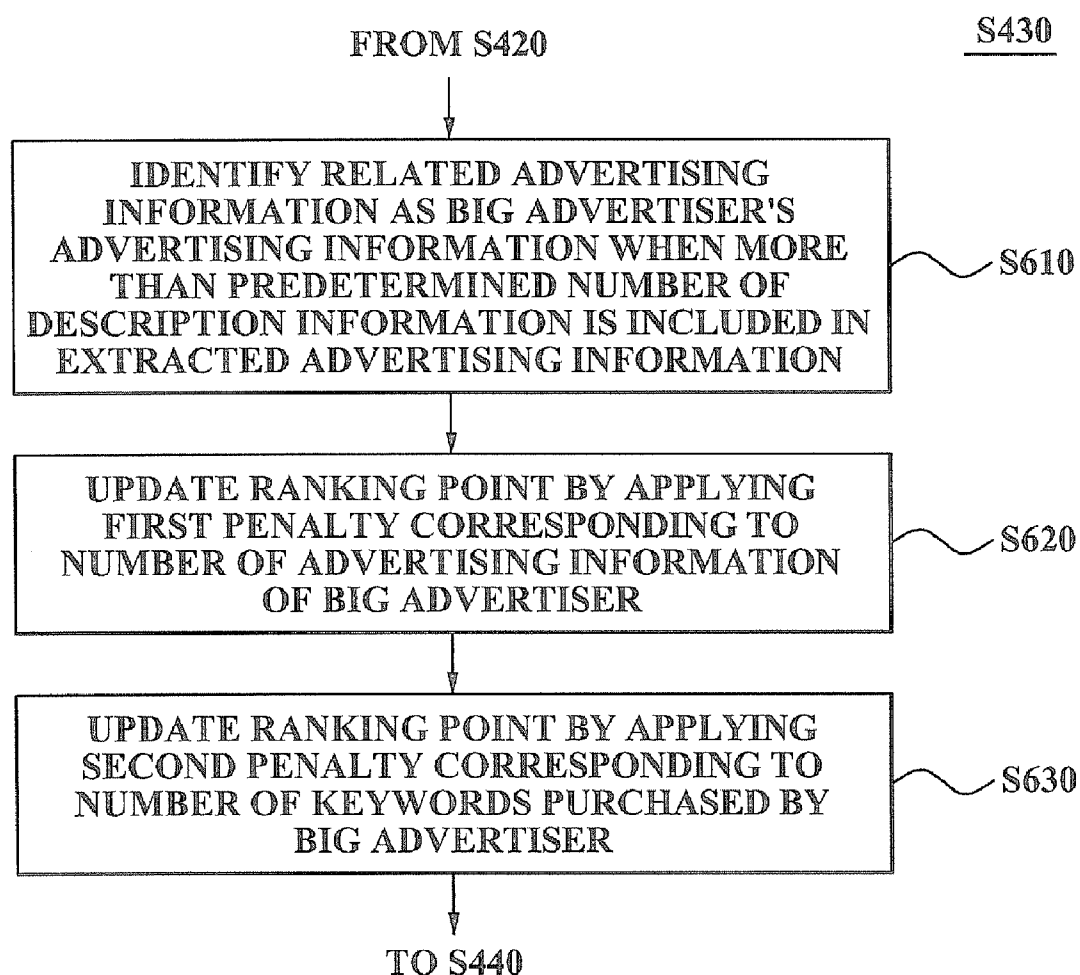 S430
FROM S420
IDENTIFY RELATED ADVERTISING
INFORMATION AS BIG ADVERTISER'S
ADVERTISING INFORMATION WHEN MORE
THAN PREDETERMINED NUMBER OF
DESCRIPTION INFORMATION IS INCLUDED IN
EXTRACTED ADVERTISING INFORMATION
S610
UPDATE RANKING POINT BY APPLYING
FIRST PENALTY CORRESPONDING TO
NUMBER OF ADVERTISING INFORMATION
OF BIG ADVERTISER
S620
UPDATE RANKING POINT BY APPLYING
SECOND PENALTY CORRESPONDING TO
NUMBER OF KEYWORDS PURCHASED BY
BIG ADVERTISER
S630
TO S440